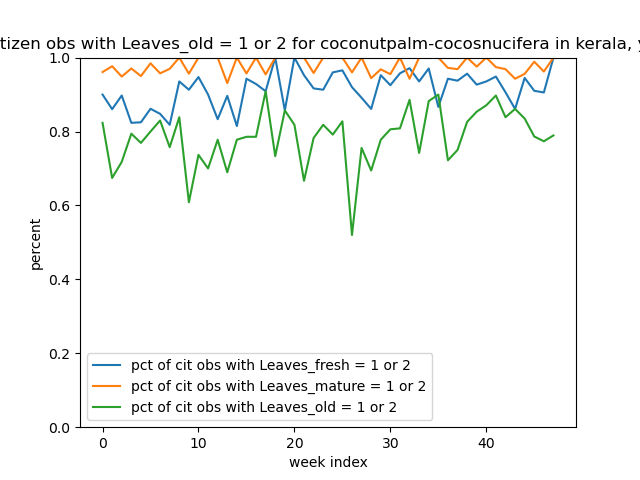 tizen obs with Leaves_old = 1 or 2 for coconutpalm-cocosnucifera in kerala,
1.0
0.8
0.6
0.4
0.2
0.0
percent
pct of cit obs with Leaves_fresh = 1 or 2
pct of cit obs with Leaves_mature = 1 or 2
pct of cit obs with Leaves_old = 1 or 2
0 10 20 30 40
week index